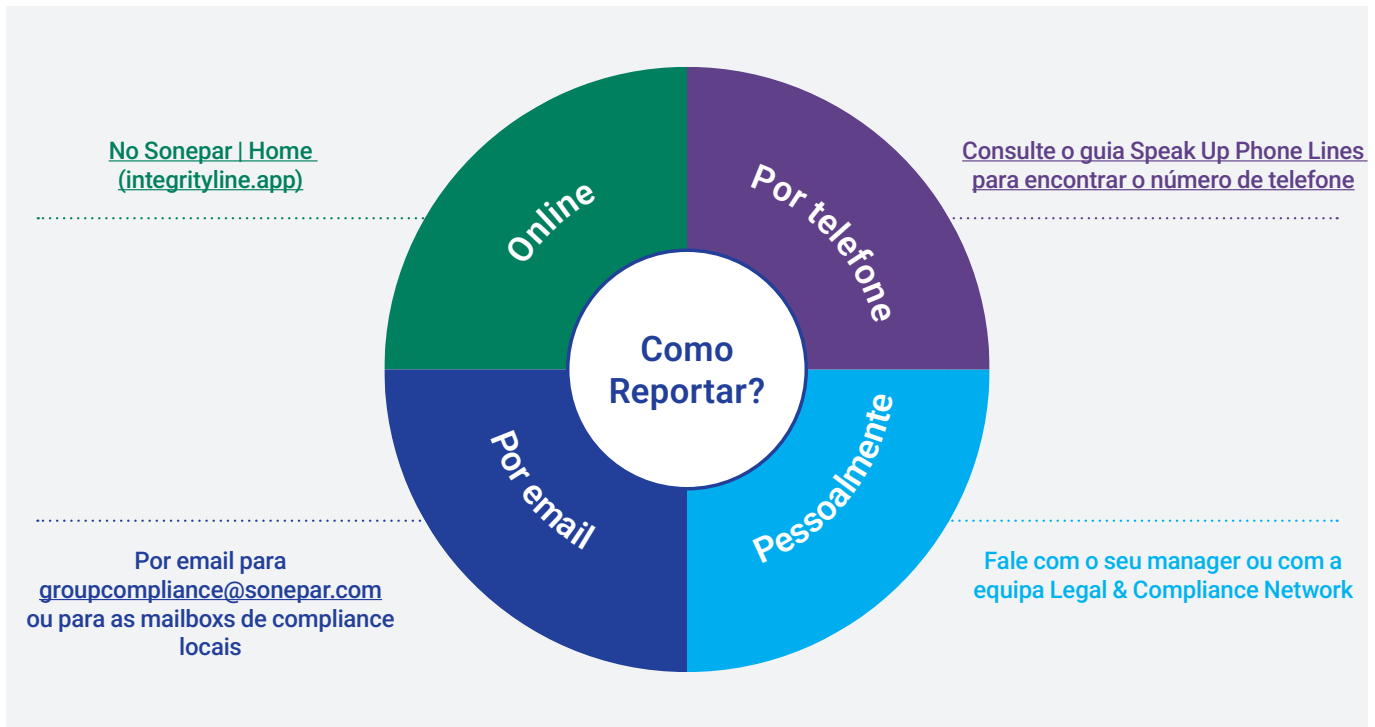 No Sonepar | Home
(integrityline.app)
Online
Consulte o guia Speak Up Phone Lines
para encontrar o número de telefone
Por telefone
Como
Reportar?
Por email
Por email para
groupcompliance@sonepar.com
ou para as mailboxs de compliance
locais
Pessoalmente
Fale com o seu manager ou com a
equipa Legal & Compliance Network